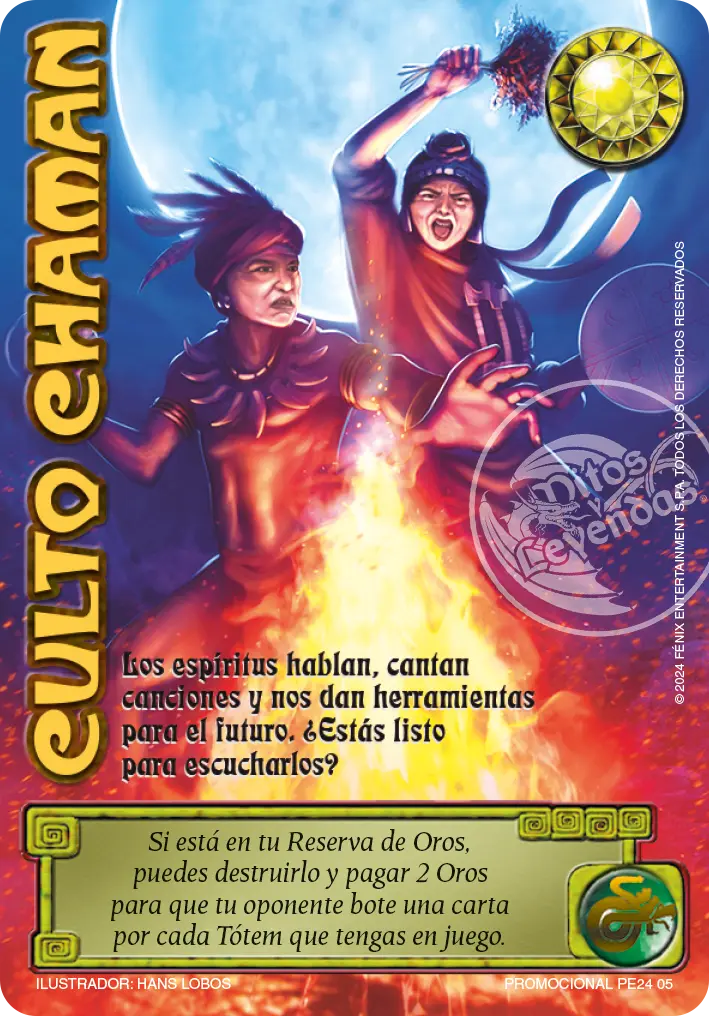 CULTO CHAMAN
Los espíritus hablan, cantan
canciones y nos dan herramientas
para el futuro. ¿Estás listo
para escucharlos?
Si está en tu Reserva de Oros,
puedes destruirlo y pagar 2 Oros
para que tu oponente bote una carta
por cada Tótem que tengas en juego.
ILUSTRADOR: HANS LOBOS
PROMOCIONAL PE24 05
© 2024 FÉNIX ENTERTAINMENT S.P.A. TODOS LOS DERECHOS RESERVADOS
Mitos
y
Leyendas